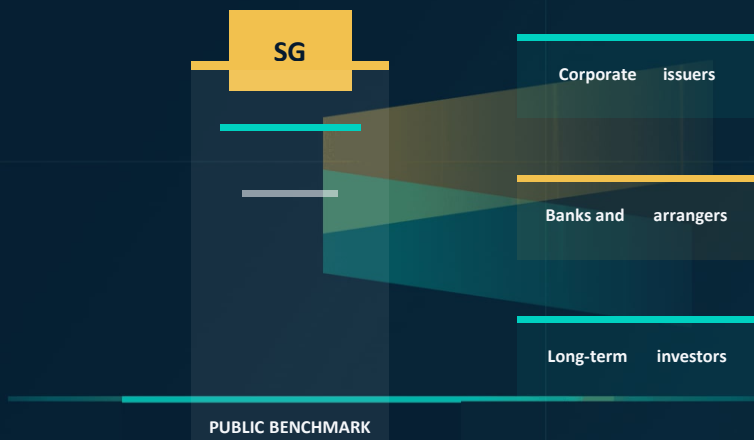 SG
Corporate issuers
Banks and arrangers
Long-term investors
PUBLIC BENCHMARK